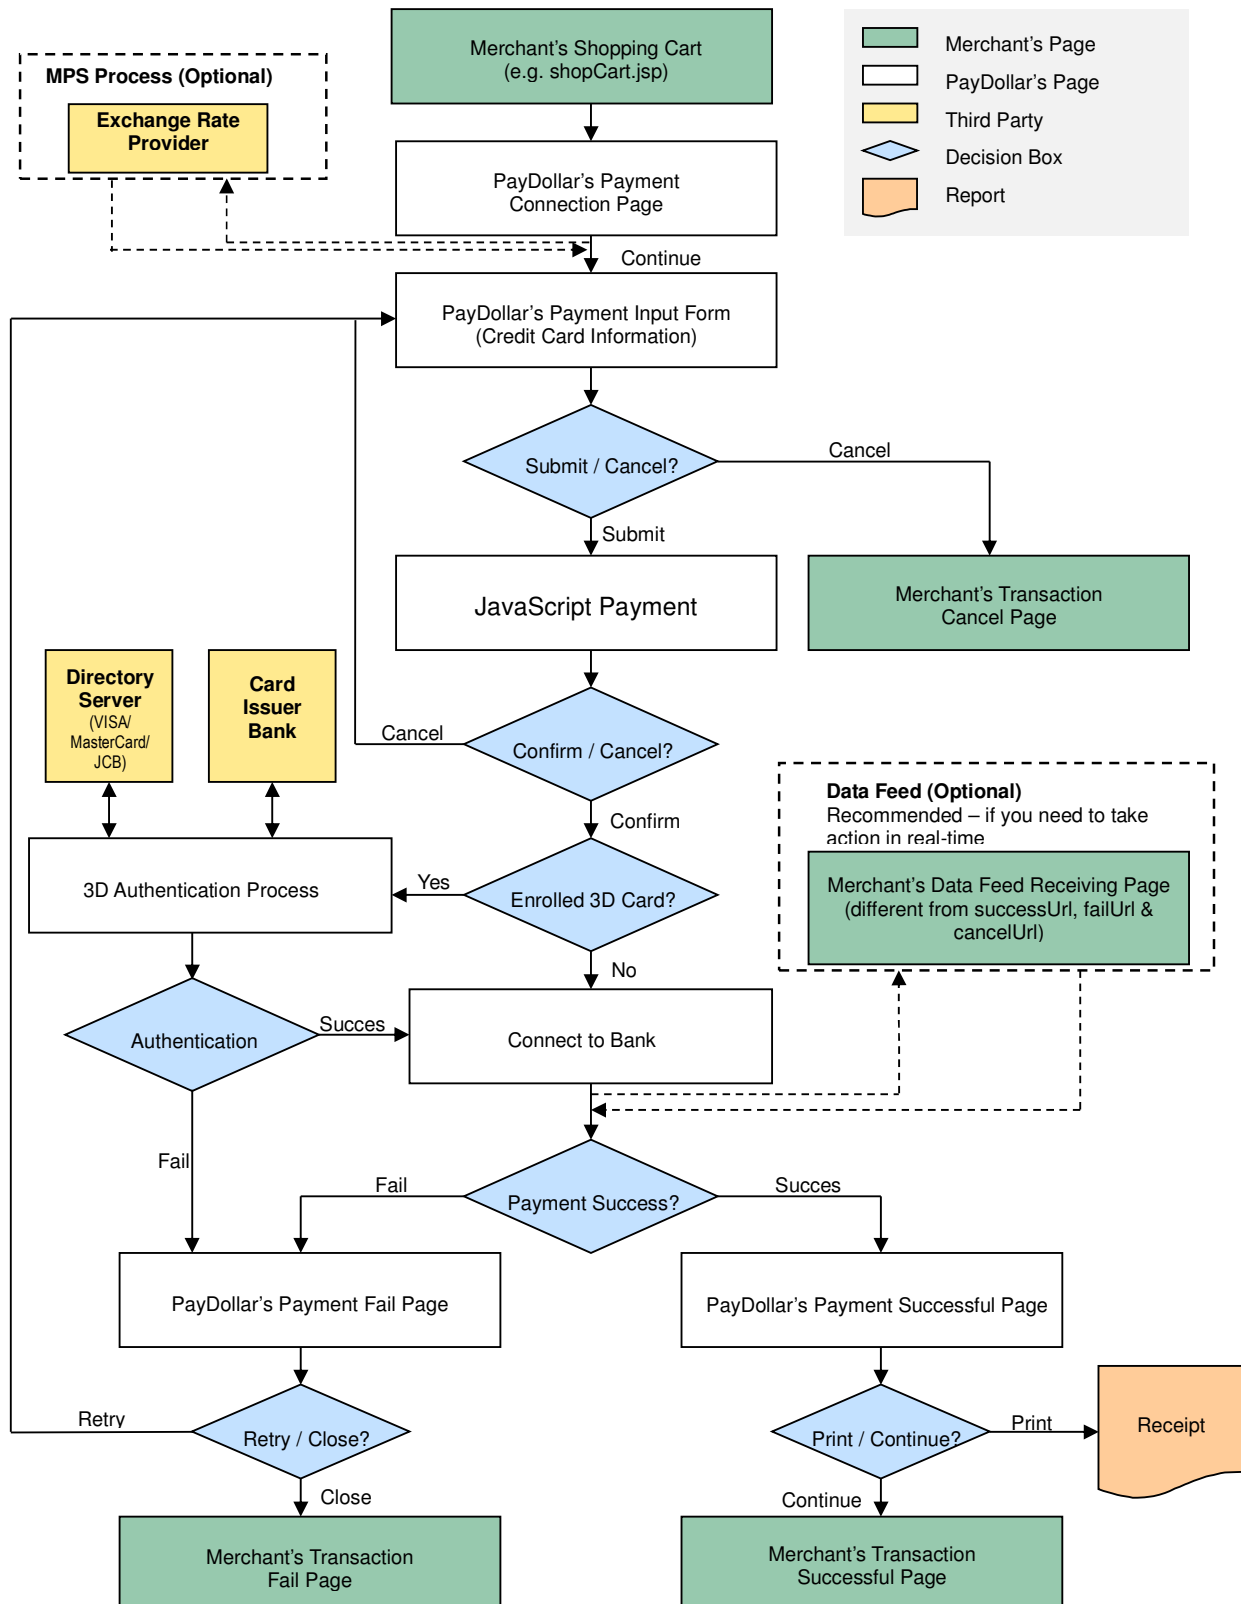 Merchant's Shopping Cart
(e.g. shopCart.jsp)
Merchant's Page
PayDollar's Page
Third Party
Decision Box
Report
MPS Process (Optional)
Exchange Rate
Provider
PayDollar's Payment
Connection Page
Continue
PayDollar's Payment Input Form
(Credit Card Information)
Submit / Cancel?
Cancel
Submit
JavaScript Payment
Merchant's Transaction
Cancel Page
Directory
Server
(VISA/
MasterCard/
JCB)
Card
Issuer
Bank
Cancel
Confirm / Cancel?
Confirm
Data Feed (Optional)
Recommended – if you need to take
action in real-time
Merchant's Data Feed Receiving Page
(different from successUrl, failUrl &
cancelUrl)
3D Authentication Process
Yes
Enrolled 3D Card?
No
Authentication
Succes
Connect to Bank
Fail
Fail
Payment Success?
Succes
PayDollar's Payment Fail Page
PayDollar's Payment Successful Page
Retry
Retry / Close?
Close
Print / Continue?
Print
Receipt
Continue
Merchant's Transaction
Fail Page
Merchant's Transaction
Successful Page